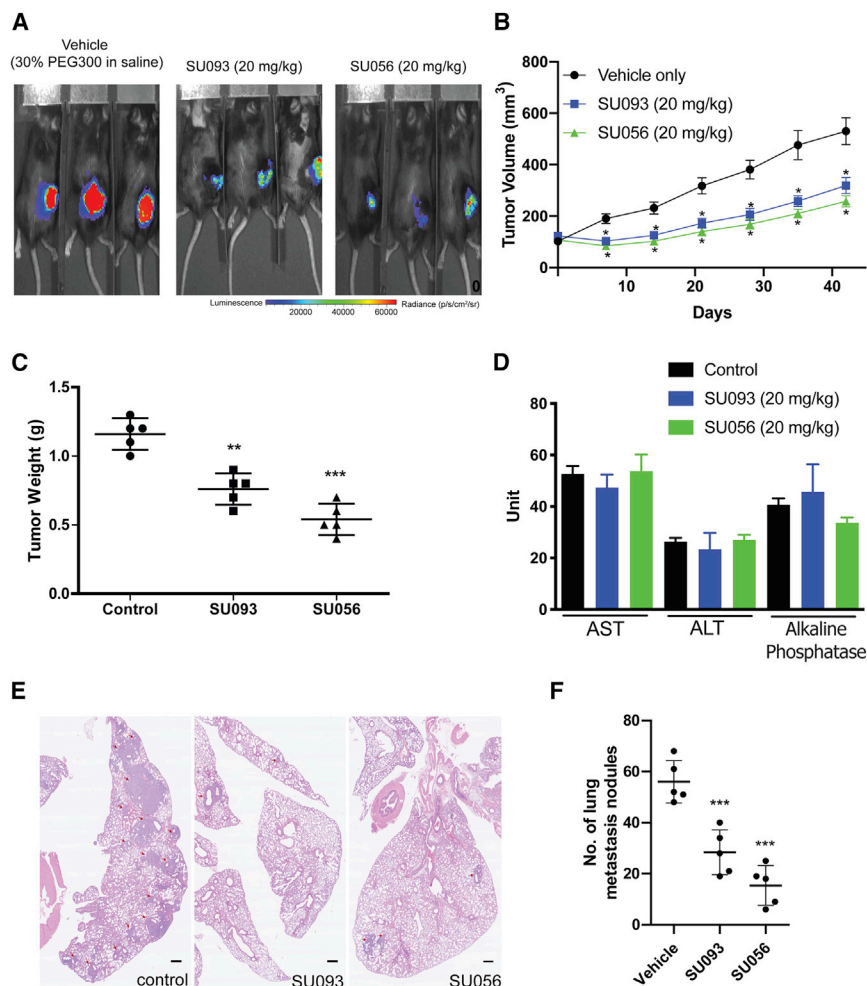 A
Vehicle
(30% PEG300 in saline)
SU093 (20 mg/kg)
SU056 (20 mg/kg)
0
Luminescence
20000
40000
60000
Radiance (p/s/cm²/sr)
B
Tumor Volume (mm³)
800
600
400
200
0
Vehicle only
SU093 (20 mg/kg)
SU056 (20 mg/kg)
* * * * * *
* * * * * *
10 20 30 40
Days
C
Tumor Weight (g)
1.5
1.0
0.5
0.0
**
***
Control SU093 SU056
D
Control
SU093 (20 mg/kg)
SU056 (20 mg/kg)
Unit
80
60
40
20
0
AST ALT Alkaline
Phosphatase
E
control SU093 SU056
F
No. of lung
metastasis nodules
80
60
40
20
0
***
***
Vehicle SU093 SU056